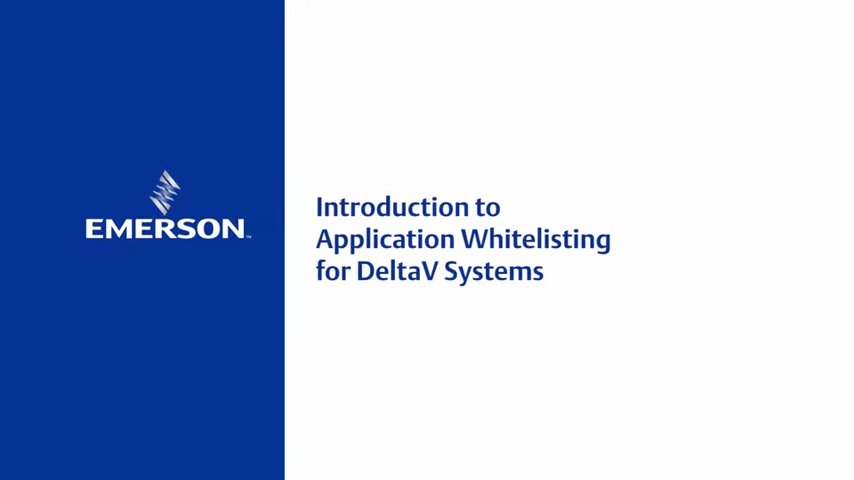 EMERSON
Introduction to
Application Whitelisting
for DeltaV Systems